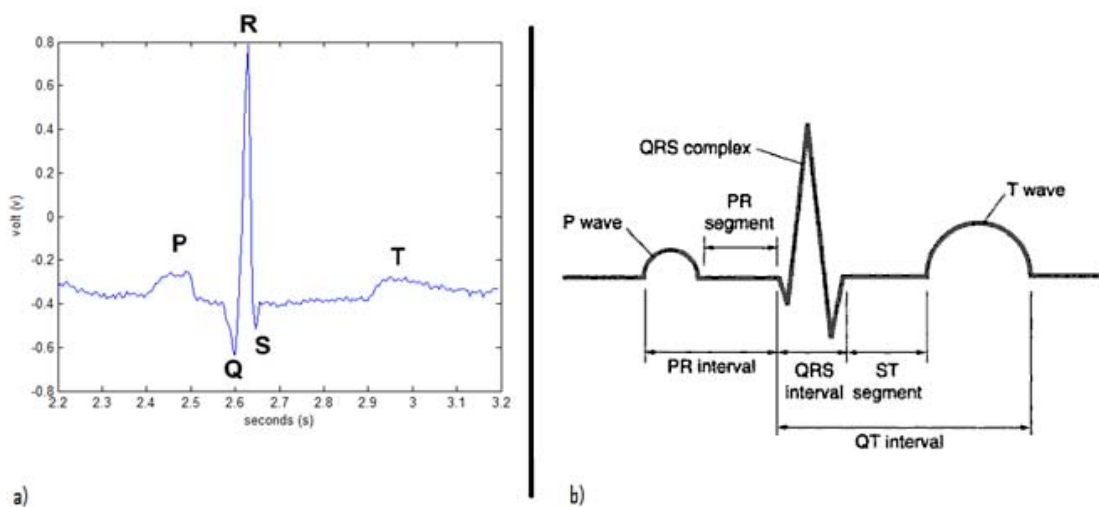 R
0.8
0.6
0.4
0.2
0
-0.2
-0.4
-0.6
-0.8
volt (v)
P
T
Q
S
2.2 2.3 2.4 2.5 2.6 2.7 2.8 2.9 3 3.1 3.2
seconds (s)
a)
QRS complex
T wave
PR
segment
P wave
PR interval
QRS
interval
ST
segment
QT interval
b)